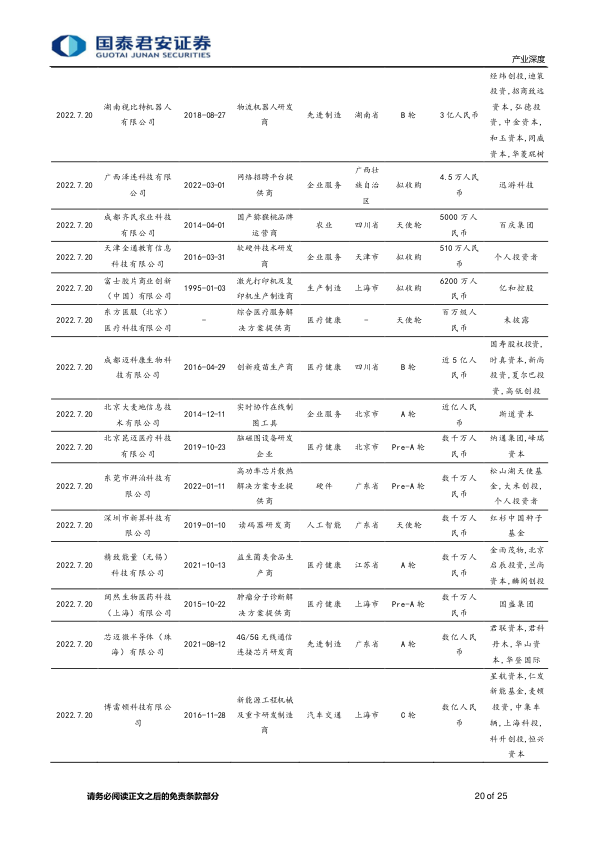 国泰君安证券
GUOTAI JUNAN SECURITIES
产业深度
2022.7.20 湖南视比特机器人有限公司 2018-08-27 物流机器人研发商 先进制造 湖南省 B 轮 3 亿人民币 经纬创投,迪策投资,招商致远资本,弘德投资,中金资本,和玉资本,同威资本,华菱琨树
2022.7.20 广西泽连科技有限公司 2022-03-01 网络招聘平台提供商 企业服务 广西壮族自治区 拟收购 4.5 万人民币 迅游科技
2022.7.20 成都齐民农业科技有限公司 2014-04-01 国产猕猴桃品牌运营商 农业 四川省 天使轮 5000 万人民币 百庆集团
2022.7.20 天津全通教育信息科技有限公司 2016-03-31 软硬件技术研发商 企业服务 天津市 拟收购 510 万人民币 个人投资者
2022.7.20 富士胶片商业创新（中国）有限公司 1995-01-03 激光打印机及复印机生产制造商 生产制造 上海市 拟收购 6200 万人民币 亿和控股
2022.7.20 东方医服（北京）医疗科技有限公司 - 综合医疗服务解决方案提供商 医疗健康 - 天使轮 百万级人民币 未披露
2022.7.20 成都迈科康生物科技有限公司 2016-04-29 创新疫苗生产商 医疗健康 四川省 B 轮 近 5 亿人民币 国寿股权投资,时真资本,新尚投资,夏尔巴投资,高瓴创投
2022.7.20 北京大麦地信息技术有限公司 2014-12-11 实时协作在线制图工具 企业服务 北京市 A 轮 近亿人民币 渐道资本
2022.7.20 北京昆迈医疗科技有限公司 2019-10-23 脑磁图设备研发企业 医疗健康 北京市 Pre-A 轮 数千万人民币 纳通集团,峰瑞资本
2022.7.20 东莞市湃泊科技有限公司 2022-01-11 高功率芯片散热解决方案专业提供商 硬件 广东省 Pre-A 轮 数千万人民币 松山湖天使基金,大米创投,个人投资者
2022.7.20 深圳市新算科技有限公司 2019-01-10 读码器研发商 人工智能 广东省 天使轮 数千万人民币 红杉中国种子基金
2022.7.20 精致能量（无锡）科技有限公司 2021-10-13 益生菌类食品生产商 医疗健康 江苏省 A 轮 数千万人民币 金雨茂物,北京启辰投资,兰尚资本,麟阁创投
2022.7.20 阅然生物医药科技（上海）有限公司 2015-10-22 肿瘤分子诊断解决方案提供商 医疗健康 上海市 Pre-A 轮 数千万人民币 国盛集团
2022.7.20 芯迈微半导体（珠海）有限公司 2021-08-12 4G/5G 无线通信连接芯片研发商 先进制造 广东省 A 轮 数亿人民币 君联资本,君科丹木,华山资本,华登国际
2022.7.20 博雷顿科技有限公司 2016-11-28 新能源工程机械及重卡研发制造商 汽车交通 上海市 C 轮 数亿人民币 星航资本,仁发新能基金,麦顿投资,中集车辆,上海科投,科升创投,恒兴资本
请务必阅读正文之后的免责条款部分
20 of 25